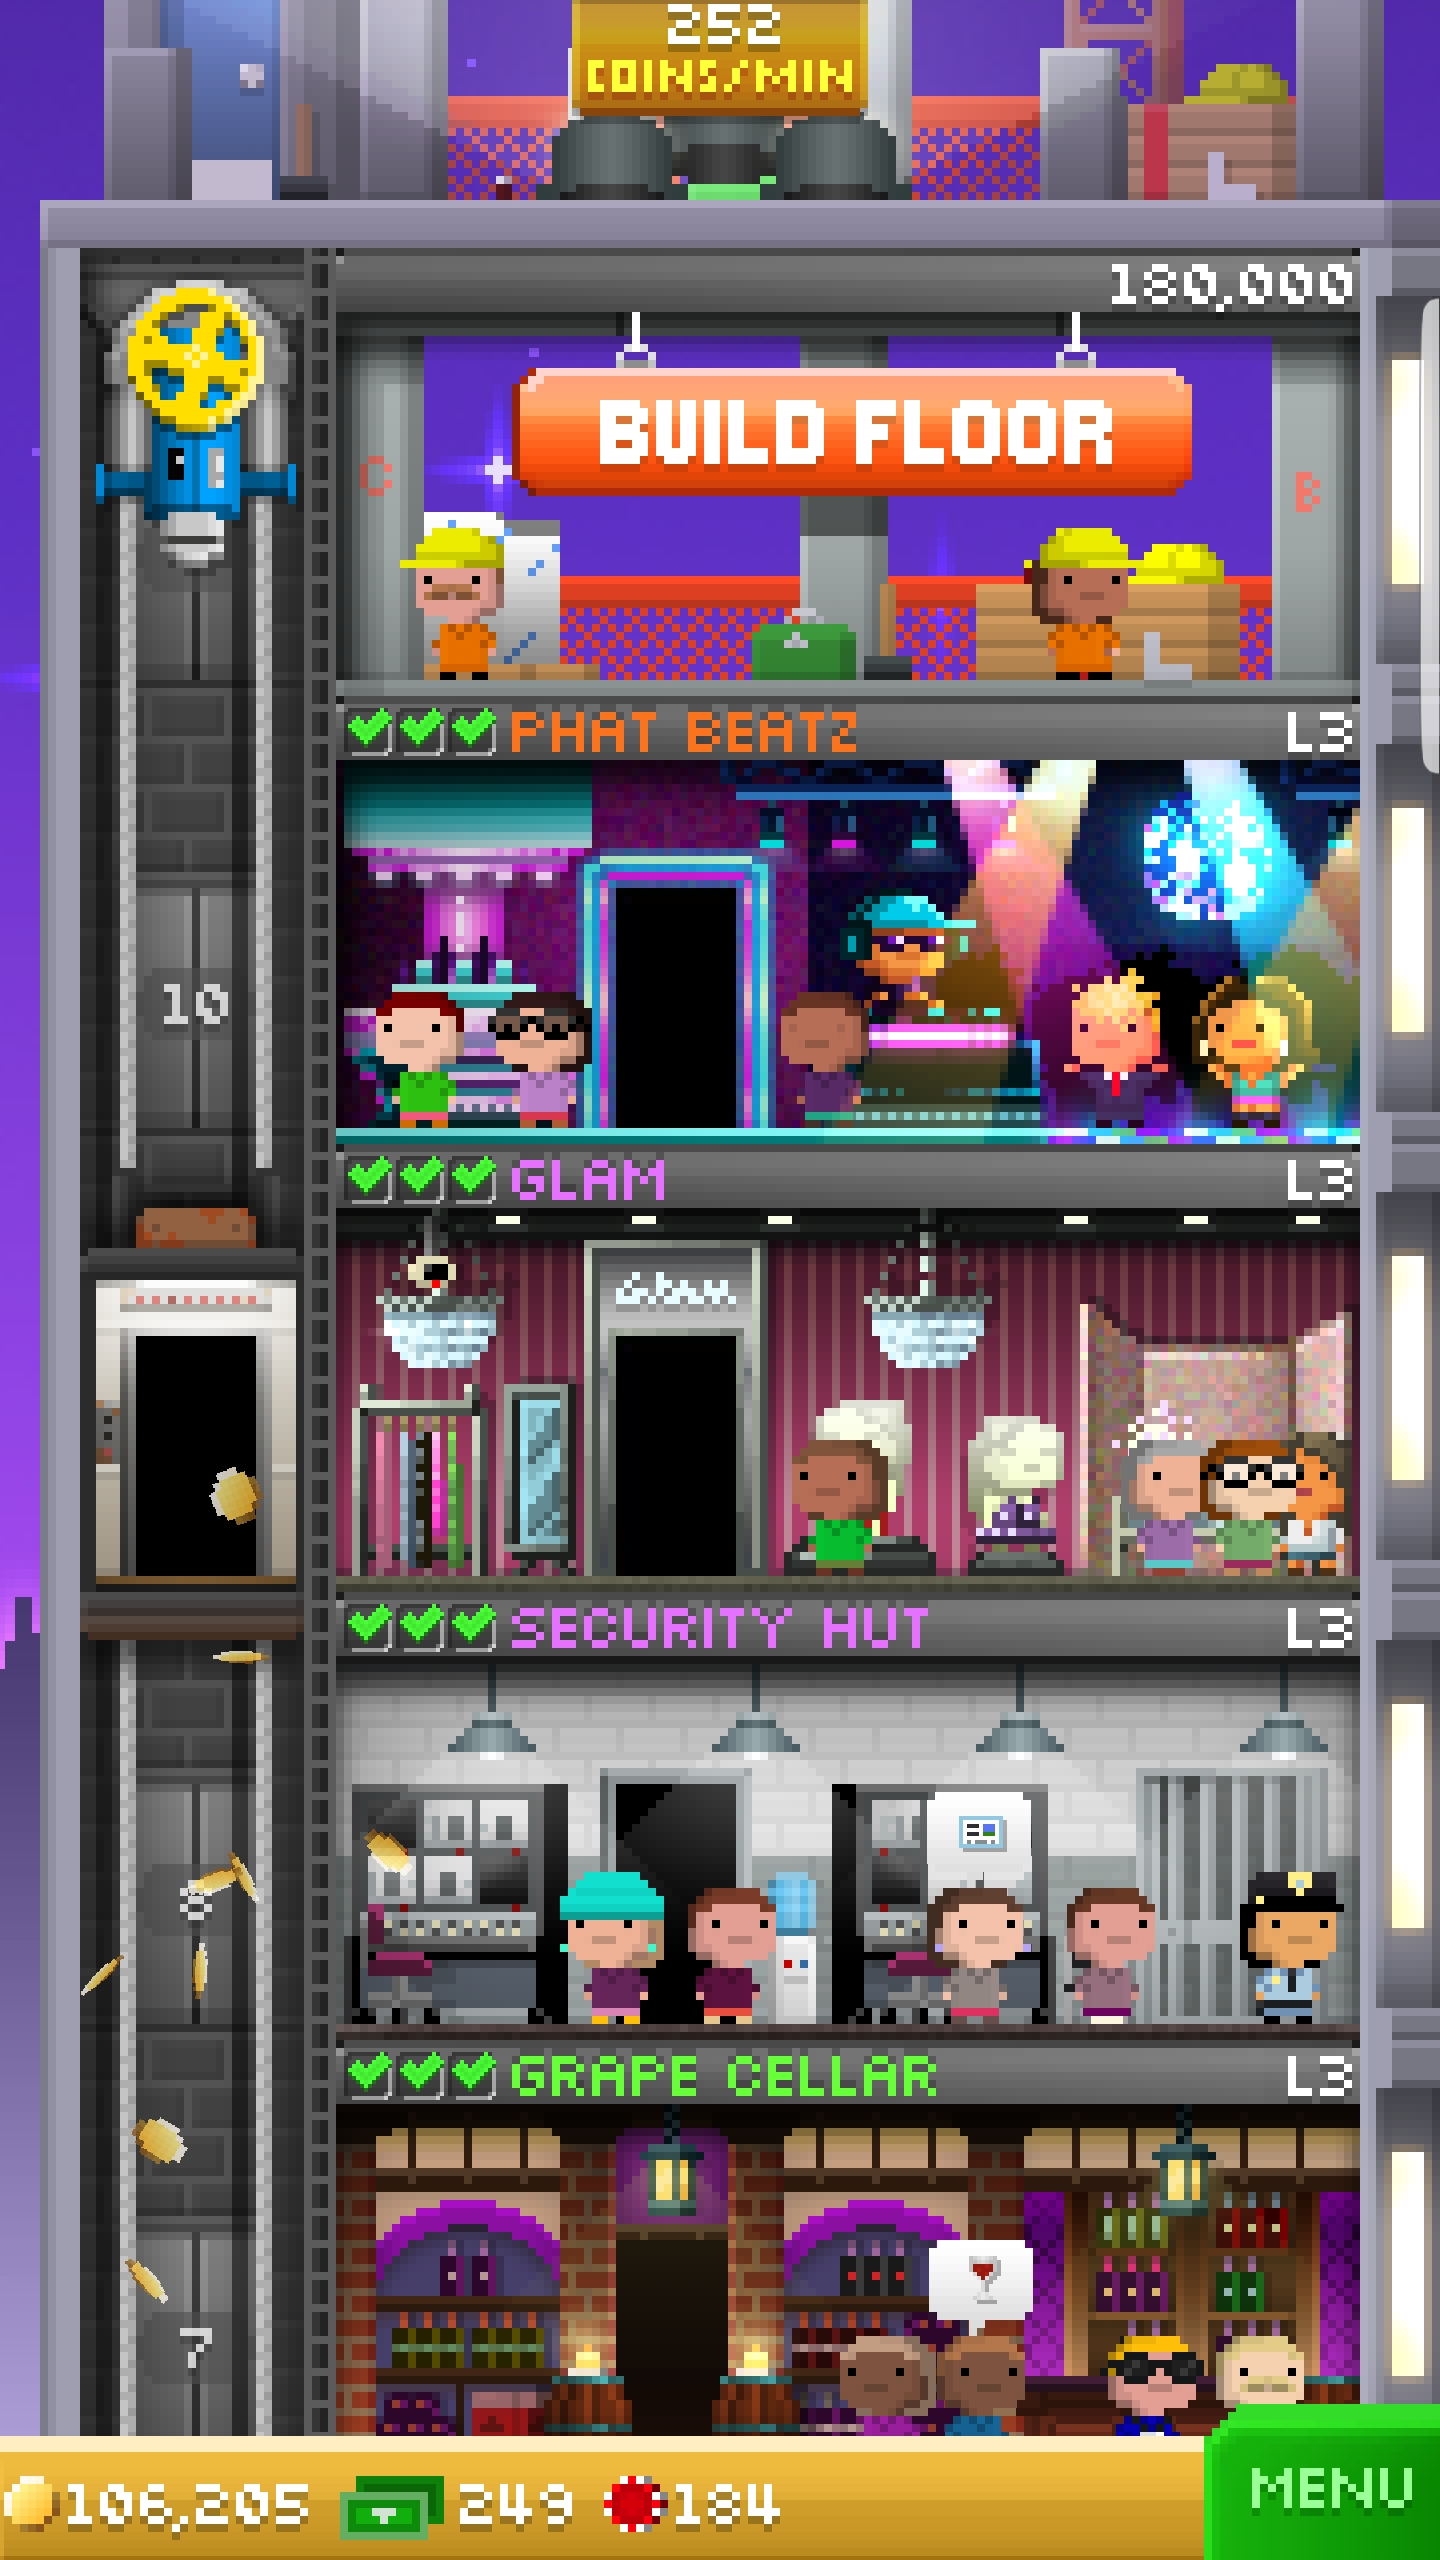 252
COINS/MIN
180,000
BUILD FLOOR
C
B
PHAT BEATZ L3
10
GLAM L3
Glam
SECURITY HUT L3
8
GRAPE CELLAR L3
7
106,205 249 184
MENU